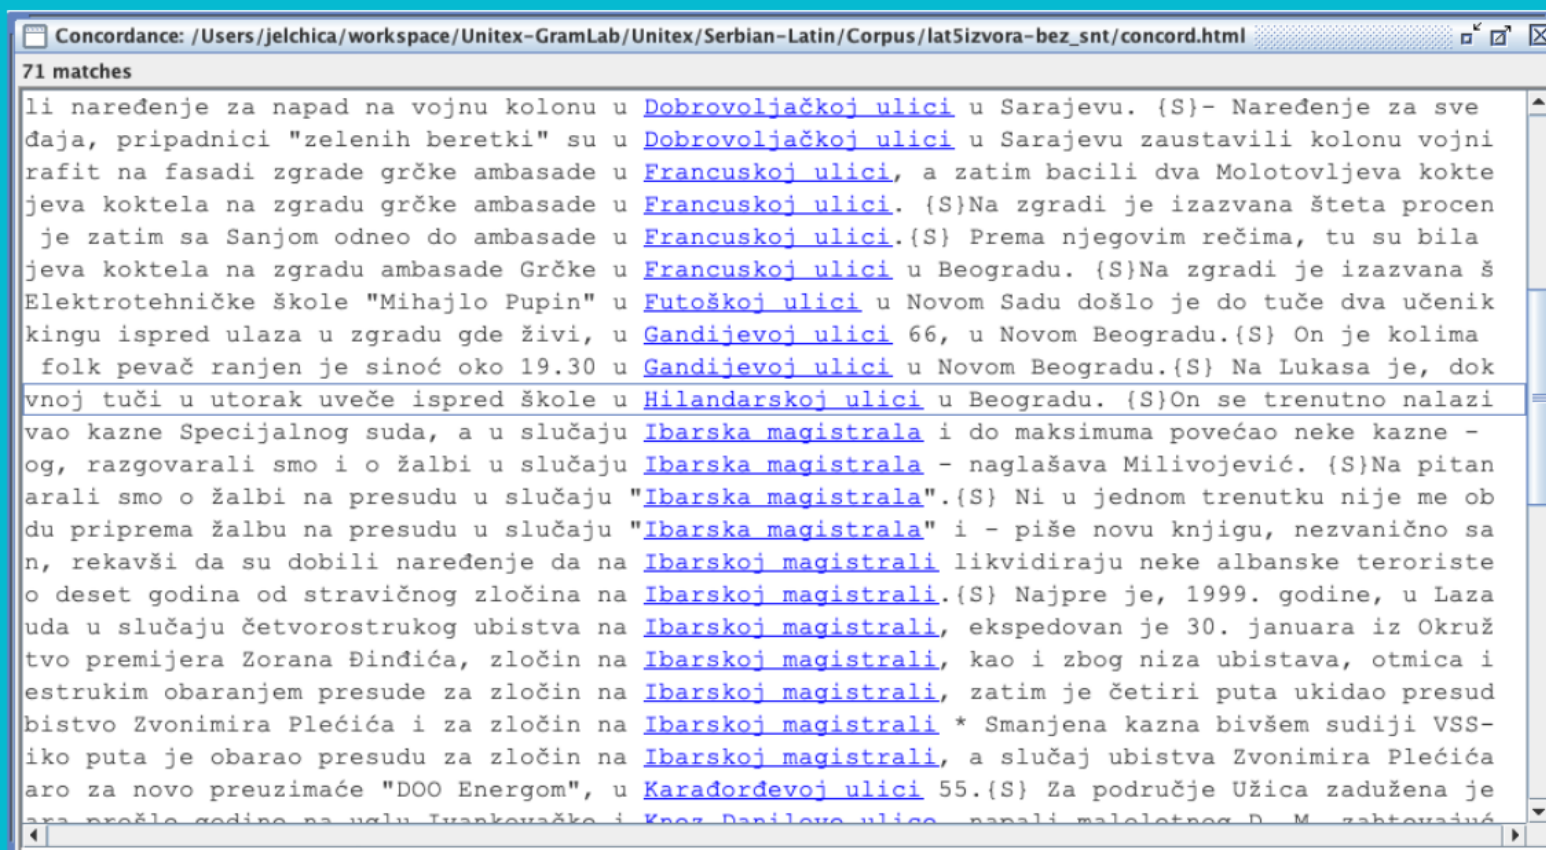 Concordance: /Users/jelchica/workspace/Unitex-GramLab/Unitex/Serbian-Latin/Corpus/lat5izvora-bez_snt/concord.html
71 matches
li naređenje za napad na vojnu kolonu u Dobrovoljačkoj ulici u Sarajevu. {S}- Naređenje za sve
đaja, pripadnici "zelenih beretki" su u Dobrovoljačkoj ulici u Sarajevu zaustavili kolonu vojni
rafit na fasadi zgrade grčke ambasade u Francuskoj ulici, a zatim bacili dva Molotovljeva kokte
jeva koktela na zgradu grčke ambasade u Francuskoj ulici. {S}Na zgradi je izazvana šteta procen
je zatim sa Sanjom odneo do ambasade u Francuskoj ulici.{S} Prema njegovim rečima, tu su bila
jeva koktela na zgradu ambasade Grčke u Francuskoj ulici u Beogradu. {S}Na zgradi je izazvana š
Elektrotehničke škole "Mihajlo Pupin" u Futoškoj ulici u Novom Sadu došlo je do tuče dva učenik
kingu ispred ulaza u zgradu gde živi, u Gandijevoj ulici 66, u Novom Beogradu.{S} On je kolima
folk pevač ranjen je sinoć oko 19.30 u Gandijevoj ulici u Novom Beogradu.{S} Na Lukasa je, dok
vnoj tuči u utorak uveče ispred škole u Hilandarskoj ulici u Beogradu. {S}On se trenutno nalazi
vao kazne Specijalnog suda, a u slučaju Ibarska magistrala i do maksimuma povećao neke kazne -
og, razgovarali smo i o žalbi u slučaju Ibarska magistrala - naglašava Milivojević. {S}Na pitan
arali smo o žalbi na presudu u slučaju "Ibarska magistrala".{S} Ni u jednom trenutku nije me ob
du priprema žalbu na presudu u slučaju "Ibarska magistrala" i - piše novu knjigu, nezvanično sa
n, rekavši da su dobili naređenje da na Ibarskoj magistrali likvidiraju neke albanske teroriste
o deset godina od stravičnog zločina na Ibarskoj magistrali.{S} Najpre je, 1999. godine, u Laza
uda u slučaju četvorostrukog ubistva na Ibarskoj magistrali, ekspedovan je 30. januara iz Okruž
tvo premijera Zorana Đinđića, zločin na Ibarskoj magistrali, kao i zbog niza ubistava, otmica i
estrukim obaranjem presude za zločin na Ibarskoj magistrali, zatim je četiri puta ukidao presud
bistvo Zvonimira Plećića i za zločin na Ibarskoj magistrali * Smanjena kazna bivšem sudiji VSS-
iko puta je obarao presudu za zločin na Ibarskoj magistrali, a slučaj ubistva Zvonimira Plećića
aro za novo preuzimaće "DOO Energom", u Karađorđevoj ulici 55.{S} Za područje Užica zadužena je
ara prošle godine na uglu Ivankovačke i Knez Danilove ulice, napali maloletnog D. M. zahtevajuć